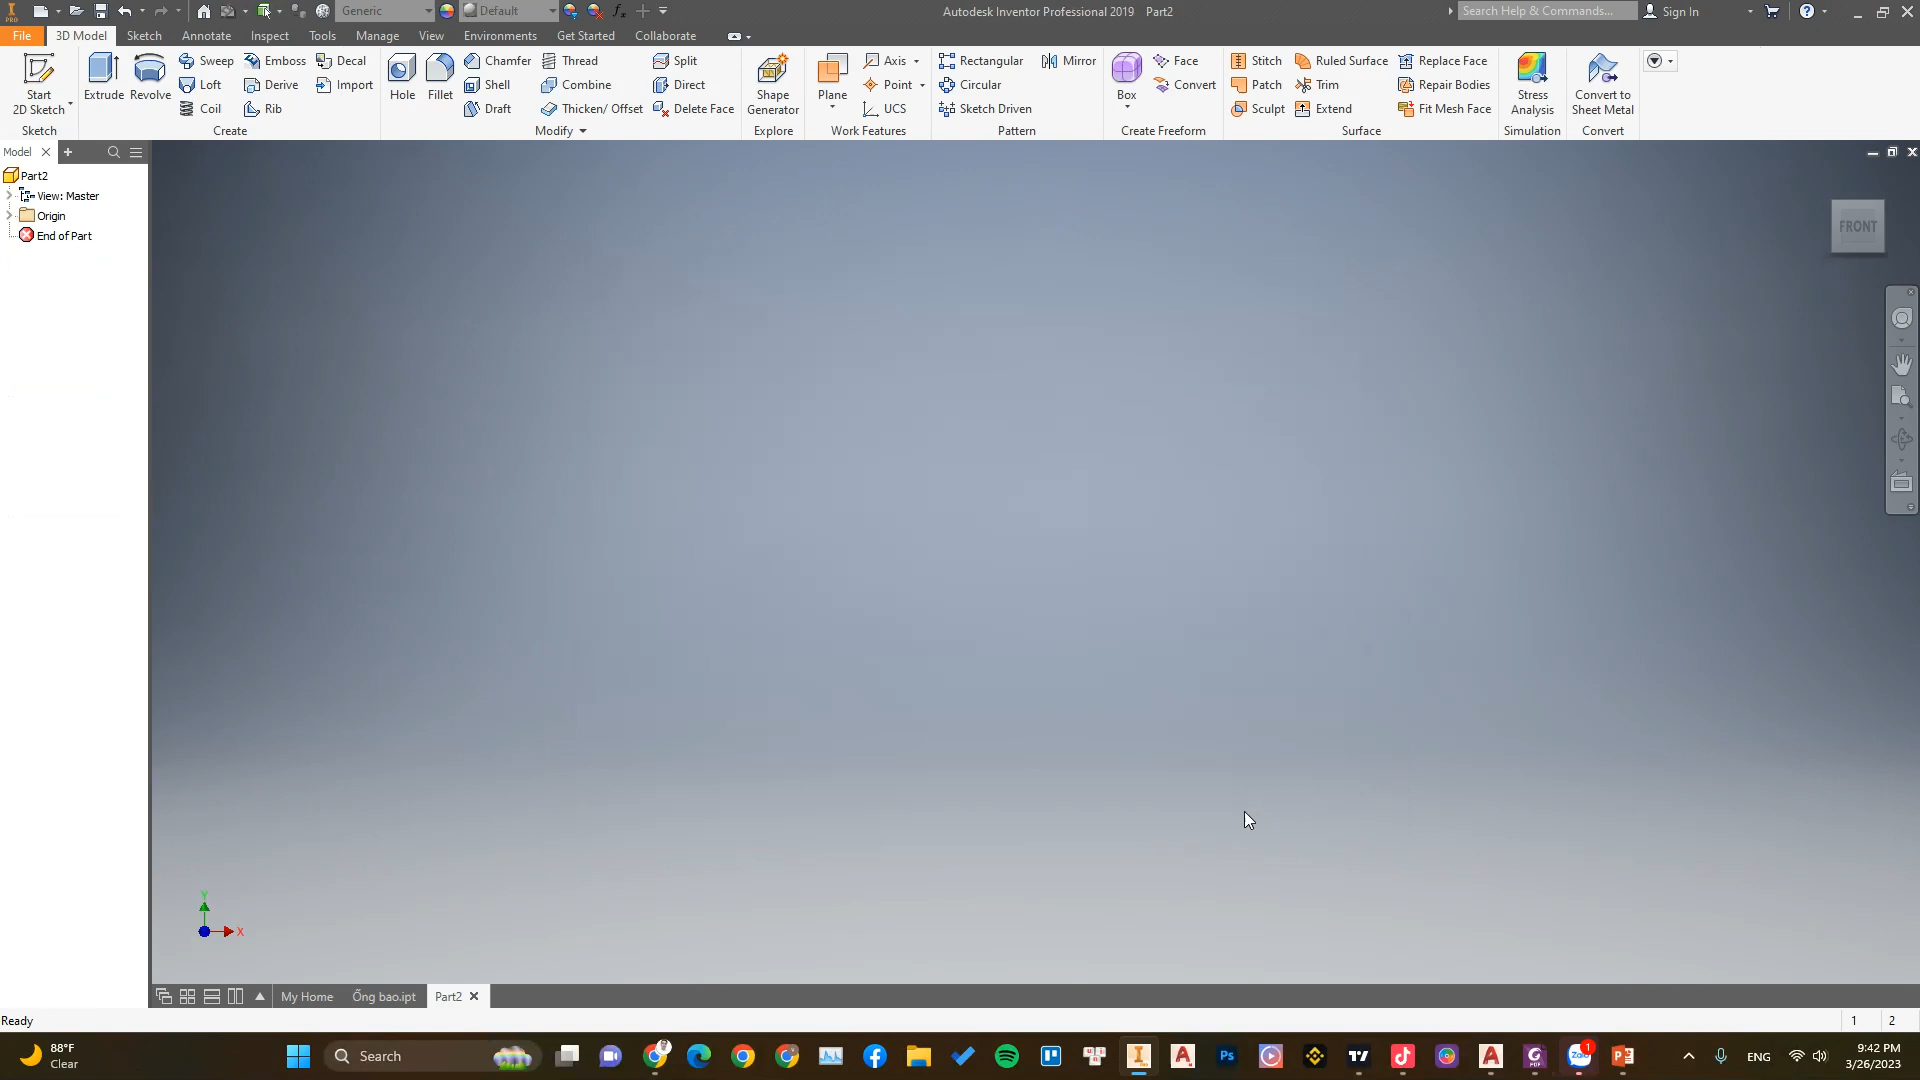 PRO
Generic
Default
Autodesk Inventor Professional 2019 Part2
Search Help & Commands...
Sign In
File
3D Model
Sketch
Annotate
Inspect
Tools
Manage
View
Environments
Get Started
Collaborate
Start
2D Sketch
Extrude
Revolve
Sweep
Loft
Coil
Emboss
Derive
Rib
Decal
Import
Hole
Fillet
Chamfer
Shell
Draft
Thread
Combine
Thicken/ Offset
Split
Direct
Delete Face
Shape
Generator
Plane
Axis
Point
UCS
Rectangular
Circular
Sketch Driven
Mirror
Box
Face
Convert
Stitch
Patch
Sculpt
Ruled Surface
Trim
Extend
Replace Face
Repair Bodies
Fit Mesh Face
Stress
Analysis
Convert to
Sheet Metal
Sketch
Create
Modify
Explore
Work Features
Pattern
Create Freeform
Surface
Simulation
Convert
Model
Part2
View: Master
Origin
End of Part
FRONT
Y
X
My Home
Ống bao.ipt
Part2
Ready
1
2
88°F
Clear
Search
Ps
Zalo
1
ENG
9:42 PM
3/26/2023